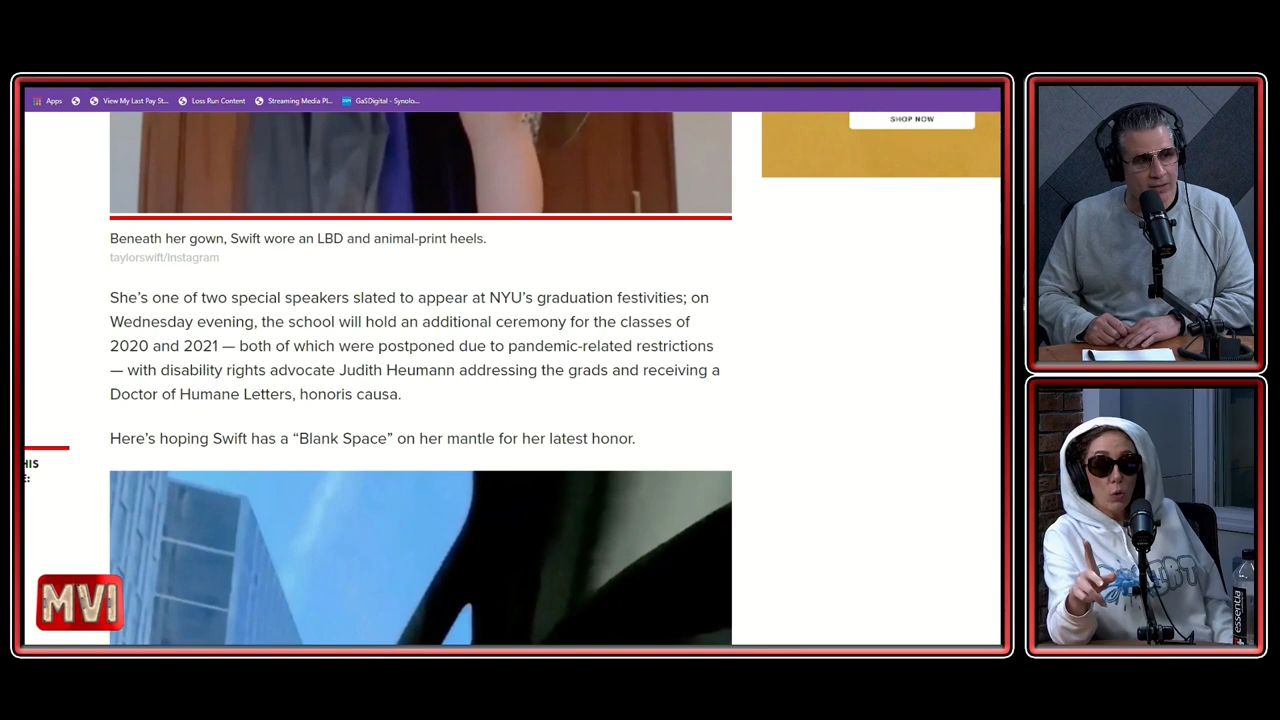 Apps
View My Last Pay St...
Loss Run Content
Streaming Media Pl...
GaSDigital - Synolo...
SHOP NOW
Beneath her gown, Swift wore an LBD and animal-print heels.
taylorswift/Instagram
She’s one of two special speakers slated to appear at NYU’s graduation festivities; on
Wednesday evening, the school will hold an additional ceremony for the classes of
2020 and 2021 — both of which were postponed due to pandemic-related restrictions
— with disability rights advocate Judith Heumann addressing the grads and receiving a
Doctor of Humane Letters, honoris causa.
Here’s hoping Swift has a “Blank Space” on her mantle for her latest honor.
HIS
E:
MVI
essentia